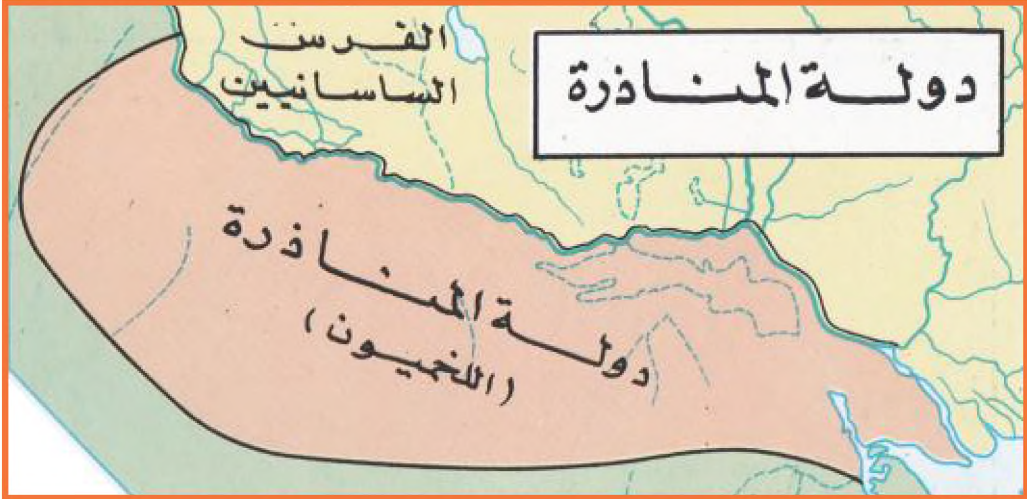 دولة المناذرة
الفرس
الساسانيين
دولة المناذرة
(اللخميون)